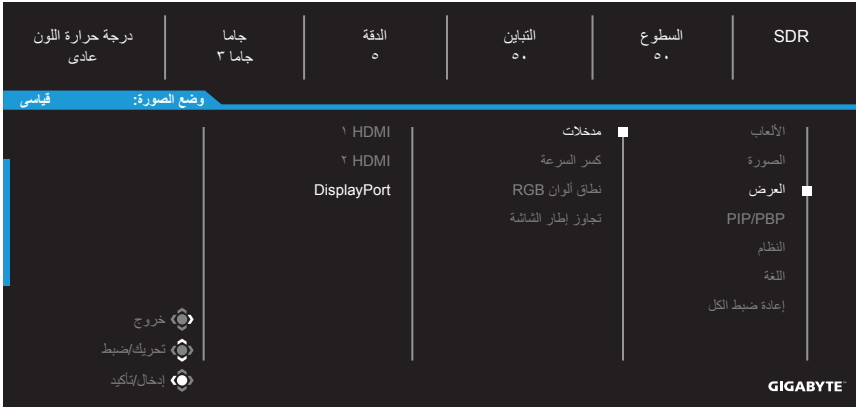 SDR
السطوع
٥٠
التباين
٥٠
الدقة
٥
جاما
جاما ٣
درجة حرارة اللون
عادى
وضع الصورة: قياسى
الألعاب
الصورة
العرض
PIP/PBP
النظام
اللغة
إعادة ضبط الكل
مدخلات
كسر السرعة
نطاق ألوان RGB
تجاوز إطار الشاشة
HDMI ١
HDMI ٢
DisplayPort
خروج
تحريك/ضبط
إدخال/تأكيد
GIGABYTE